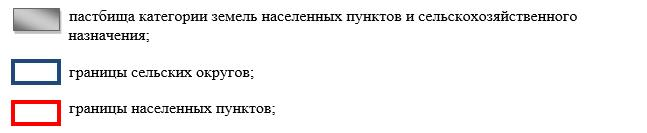 пастбища категории земель населенных пунктов и сельскохозяйственного
назначения;
границы сельских округов;
границы населенных пунктов;